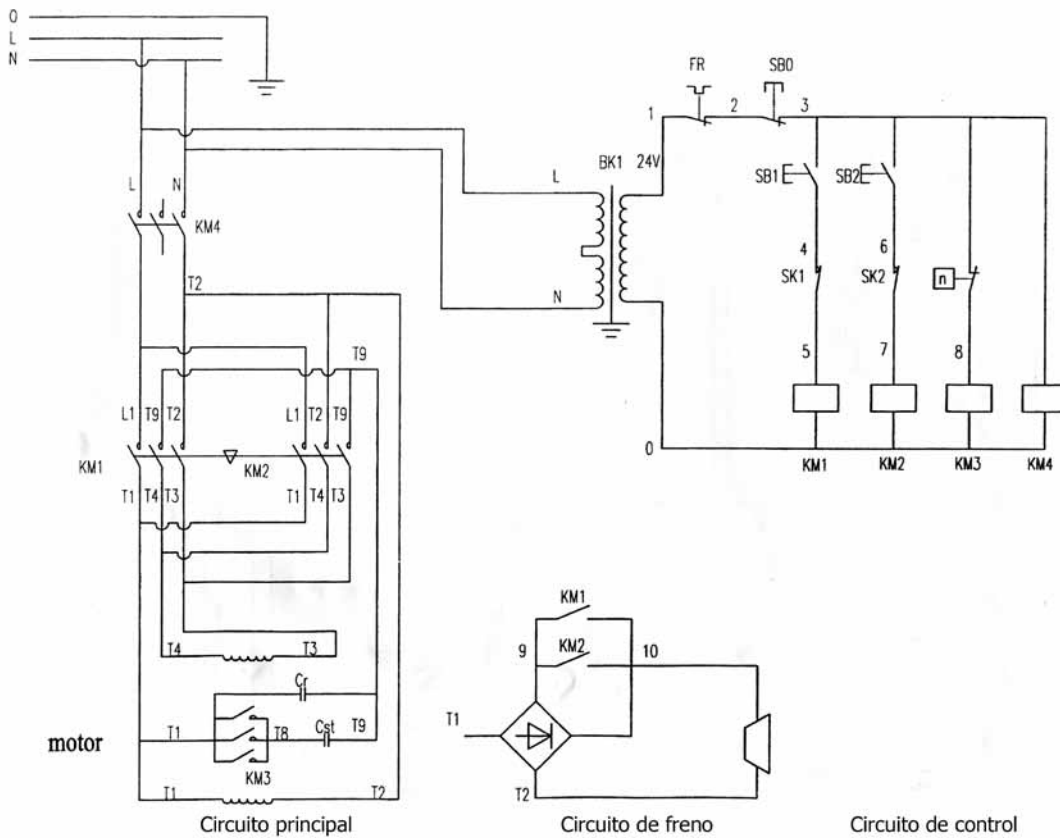 O
L
N
L N
KM4
T2
T9
L1 T9 T2
L1 T2 T9
KM1
KM2
T1 T4 T3
T1 T4 T3
T4 T3
Cr
T1 T8 Cst T9
motor
KM3
T1 T2
Circuito principal
L
N
BK1 24V
1 FR 2 SB0 3
SB1 SB2
4 6
SK1 SK2 n
5 7 8
0
KM1 KM2 KM3 KM4
KM1
KM2
9 10
T1
T2
Circuito de freno
Circuito de control